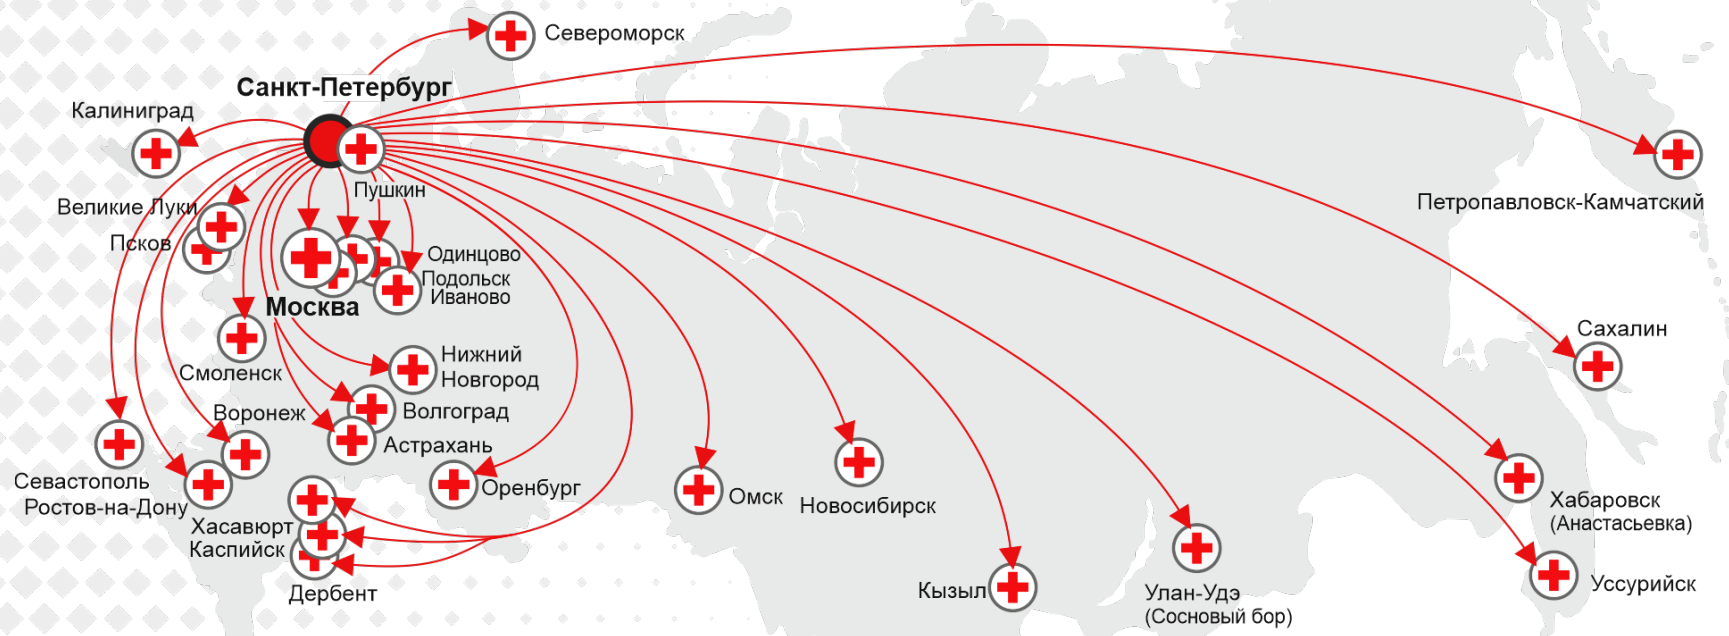 Североморск
Санкт-Петербург
Калиниград
Пушкин
Петропавловск-Камчатский
Великие Луки
Псков
Одинцово
Подольск
Иваново
Москва
Сахалин
Нижний
Новгород
Смоленск
Воронеж
Волгоград
Астрахань
Севастополь
Ростов-на-Дону
Оренбург
Омск
Новосибирск
Хабаровск
(Анастасьевка)
Хасавюрт
Каспийск
Дербент
Кызыл
Улан-Удэ
(Сосновый бор)
Уссурийск